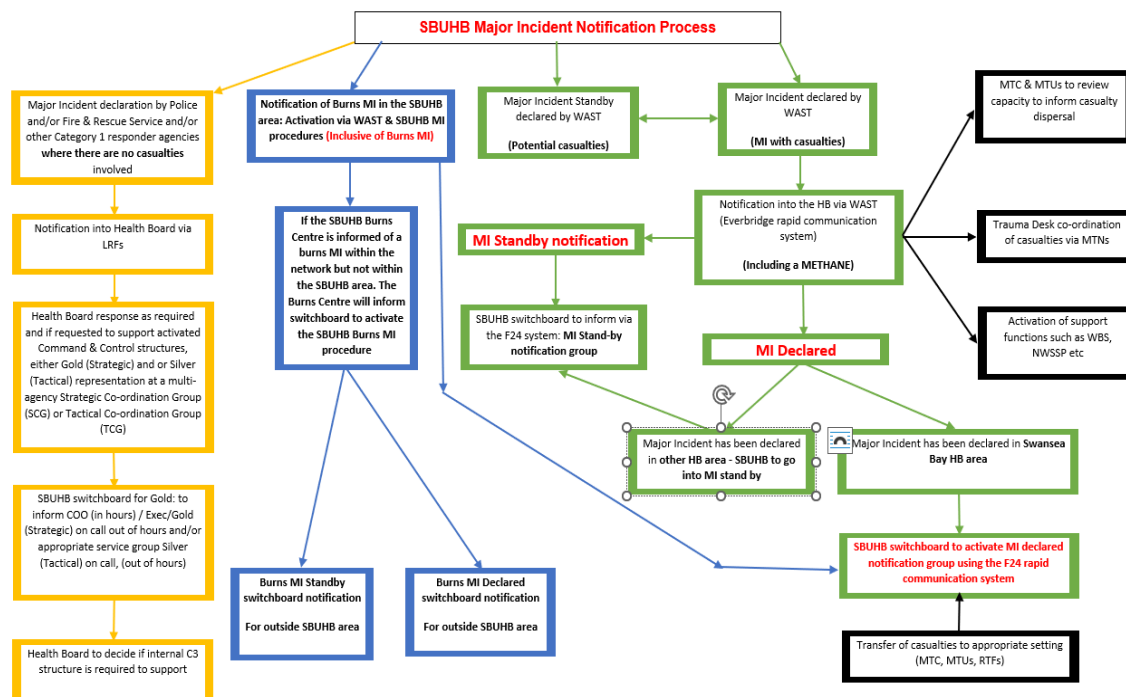 SBUHB Major Incident Notification Process
Major Incident declaration by Police
and/or Fire & Rescue Service and/or
other Category 1 responder agencies
where there are no casualties
involved
Notification into Health Board via
LRFs
Health Board response as required
and if requested to support activated
Command & Control structures,
either Gold (Strategic) and or Silver
(Tactical) representation at a multi-
agency Strategic Co-ordination Group
(SCG) or Tactical Co-ordination Group
(TCG)
SBUHB switchboard for Gold: to
inform COO (in hours) / Exec/Gold
(Strategic) on call out of hours and/or
appropriate service group Silver
(Tactical) on call, (out of hours)
Health Board to decide if internal C3
structure is required to support
Notification of Burns MI in the SBUHB
area: Activation via WAST & SBUHB MI
procedures (Inclusive of Burns MI)
If the SBUHB Burns
Centre is informed of a
burns MI within the
network but not within
the SBUHB area. The
Burns Centre will inform
switchboard to activate
the SBUHB Burns MI
procedure
Burns MI Standby
switchboard notification
For outside SBUHB area
Burns MI Declared
switchboard notification
For outside SBUHB area
Major Incident Standby
declared by WAST
(Potential casualties)
Major Incident declared by
WAST
(MI with casualties)
Notification into the HB via WAST
(Everbridge rapid communication
system)
(Including a METHANE)
MI Standby notification
SBUHB switchboard to inform via
the F24 system: MI Stand-by
notification group
MI Declared
Major Incident has been declared
in other HB area - SBUHB to go
into MI stand by
Major Incident has been declared in Swansea
Bay HB area
SBUHB switchboard to activate MI declared
notification group using the F24 rapid
communication system
Transfer of casualties to appropriate setting
(MTC, MTUs, RTFs)
MTC & MTUs to review
capacity to inform casualty
dispersal
Trauma Desk co-ordination
of casualties via MTNs
Activation of support
functions such as WBS,
NWSSP etc